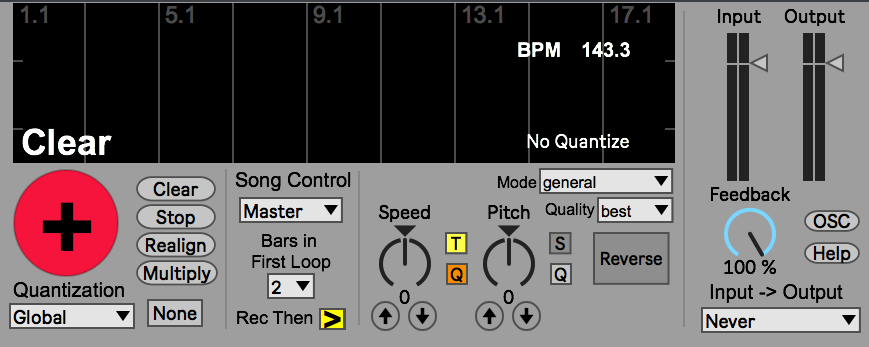 1.1 5.1 9.1 13.1 17.1
BPM 143.3
Clear
No Quantize
Input Output
Clear
Stop
Realign
Multiply
Quantization
Global
None
Song Control
Master
Bars in
First Loop
2
Rec Then >
Mode general
Quality best
Speed
T
Q
0
Pitch
S
Q
0
Reverse
Feedback
100 %
OSC
Help
Input -> Output
Never